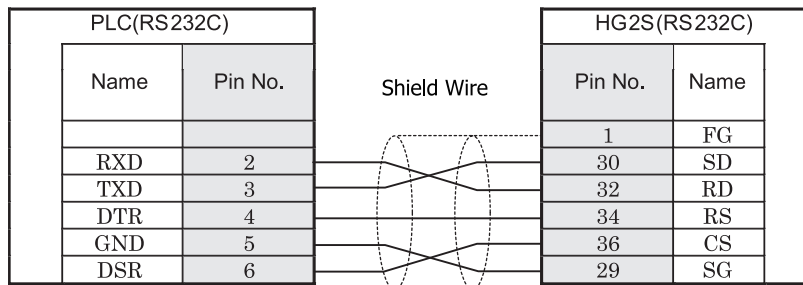 PLC(RS232C) HG2S(RS232C)
Name Pin No. Shield Wire Pin No. Name
1 FG
RXD 2 30 SD
TXD 3 32 RD
DTR 4 34 RS
GND 5 36 CS
DSR 6 29 SG